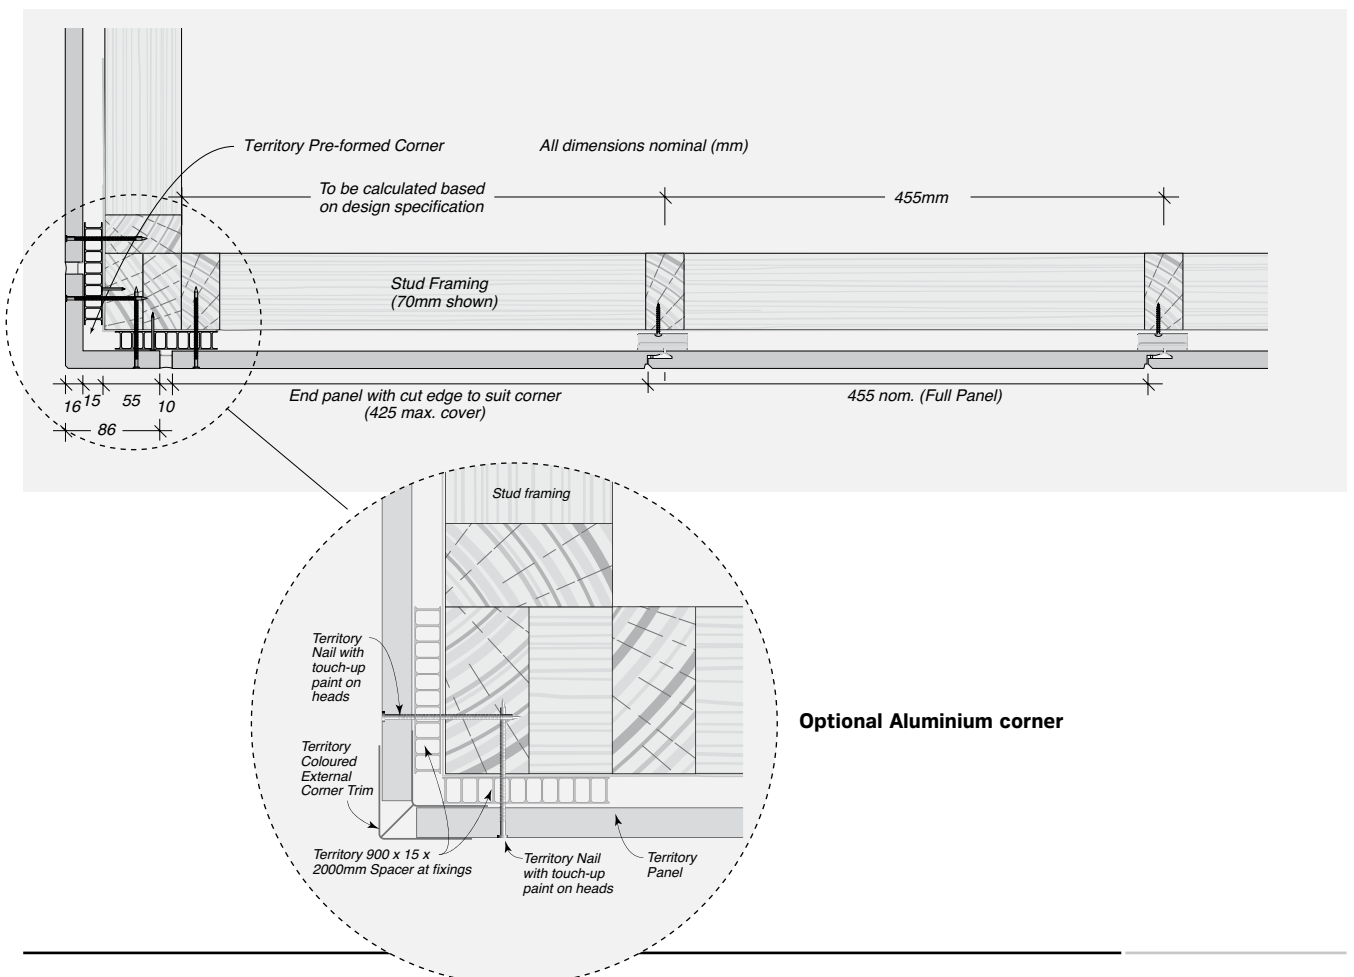 Territory Pre-formed Corner
All dimensions nominal (mm)
To be calculated based
on design specification
455mm
Stud Framing
(70mm shown)
16
15
55
10
86
End panel with cut edge to suit corner
(425 max. cover)
455 nom. (Full Panel)
Stud framing
Territory
Nail with
touch-up
paint on
heads
Optional Aluminium corner
Territory
Coloured
External
Corner Trim
Territory 900 x 15 x
2000mm Spacer at fixings
Territory Nail
with touch-up
paint on heads
Territory
Panel